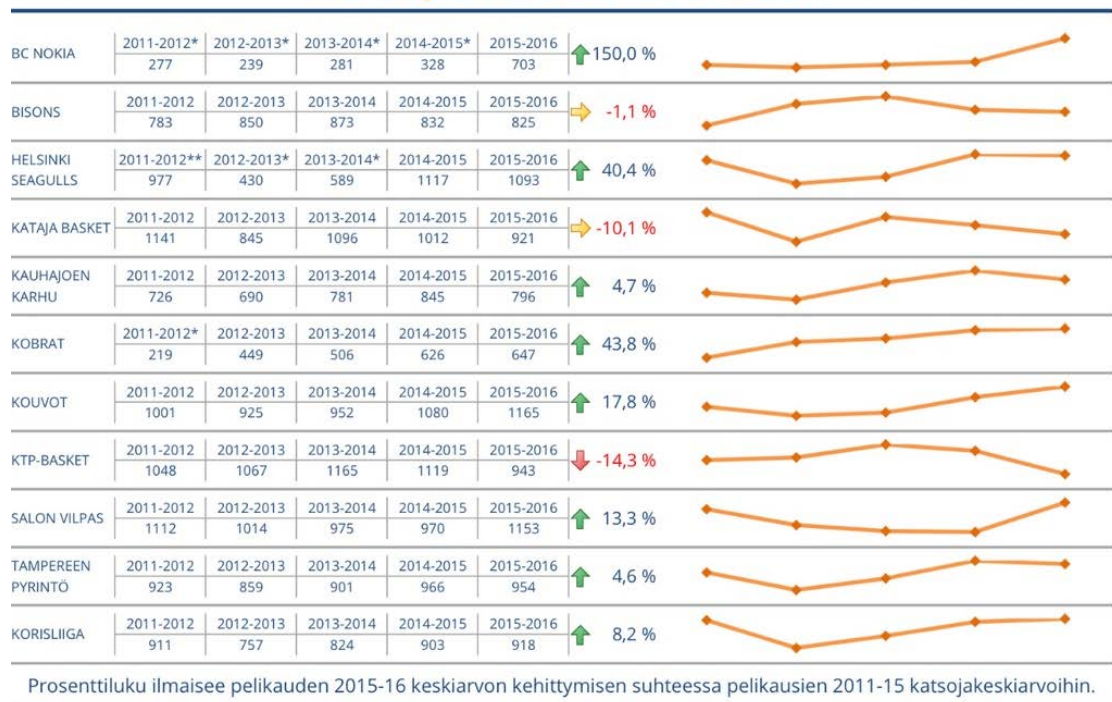 BC NOKIA
2011-2012* 2012-2013* 2013-2014* 2014-2015* 2015-2016
277 239 281 328 703
150,0 %
BISONS
2011-2012 2012-2013 2013-2014 2014-2015 2015-2016
783 850 873 832 825
-1,1 %
HELSINKI
SEAGULLS
2011-2012** 2012-2013* 2013-2014* 2014-2015 2015-2016
977 430 589 1117 1093
40,4 %
KATAJA BASKET
2011-2012 2012-2013 2013-2014 2014-2015 2015-2016
1141 845 1096 1012 921
-10,1 %
KAUHAJOEN
KARHU
2011-2012 2012-2013 2013-2014 2014-2015 2015-2016
726 690 781 845 796
4,7 %
KOBRAT
2011-2012* 2012-2013 2013-2014 2014-2015 2015-2016
219 449 506 626 647
43,8 %
KOUVOT
2011-2012 2012-2013 2013-2014 2014-2015 2015-2016
1001 925 952 1080 1165
17,8 %
KTP-BASKET
2011-2012 2012-2013 2013-2014 2014-2015 2015-2016
1048 1067 1165 1119 943
-14,3 %
SALON VILPAS
2011-2012 2012-2013 2013-2014 2014-2015 2015-2016
1112 1014 975 970 1153
13,3 %
TAMPEREEN
PYRINTÖ
2011-2012 2012-2013 2013-2014 2014-2015 2015-2016
923 859 901 966 954
4,6 %
KORISLIIGA
2011-2012 2012-2013 2013-2014 2014-2015 2015-2016
911 757 824 903 918
8,2 %
Prosenttiluku ilmaisee pelikauden 2015-16 keskiarvon kehittymisen suhteessa pelikausien 2011-15 katsojakeskiarvoihin.